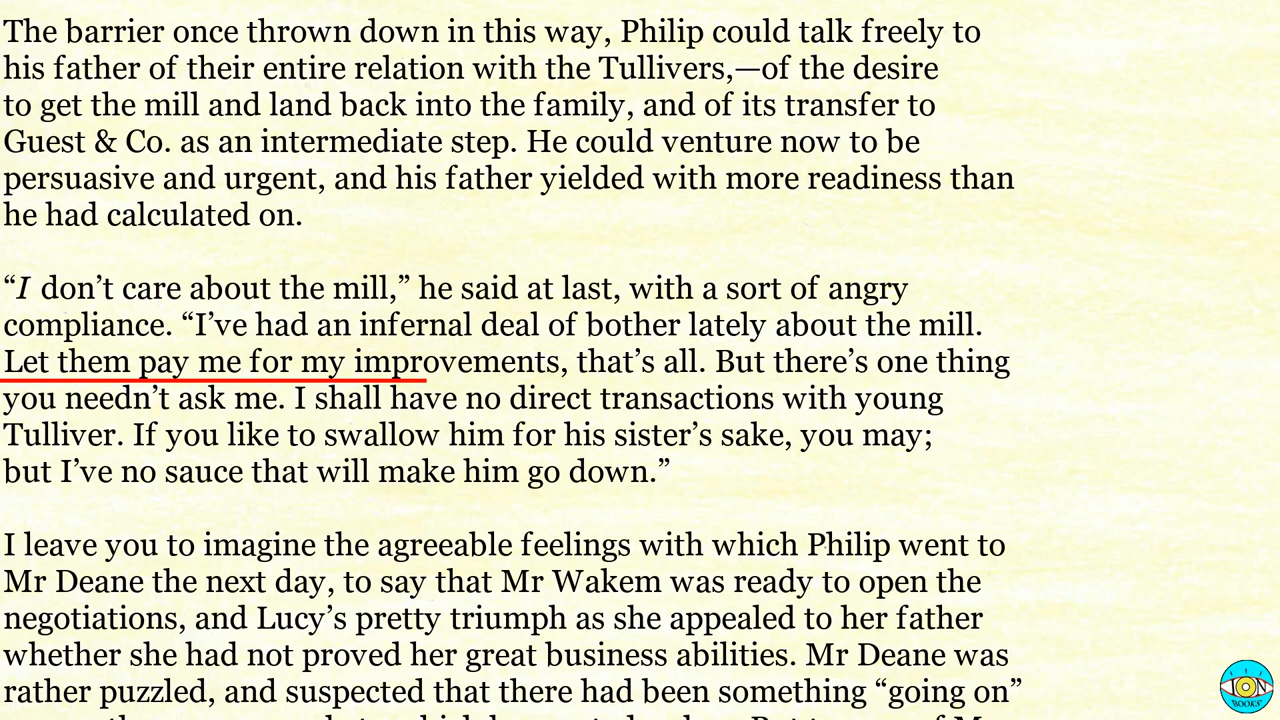 The barrier once thrown down in this way, Philip could talk freely to
his father of their entire relation with the Tullivers,—of the desire
to get the mill and land back into the family, and of its transfer to
Guest & Co. as an intermediate step. He could venture now to be
persuasive and urgent, and his father yielded with more readiness than
he had calculated on.
“I don’t care about the mill,” he said at last, with a sort of angry
compliance. “I’ve had an infernal deal of bother lately about the mill.
Let them pay me for my improvements, that’s all. But there’s one thing
you needn’t ask me. I shall have no direct transactions with young
Tulliver. If you like to swallow him for his sister’s sake, you may;
but I’ve no sauce that will make him go down.”
I leave you to imagine the agreeable feelings with which Philip went to
Mr Deane the next day, to say that Mr Wakem was ready to open the
negotiations, and Lucy’s pretty triumph as she appealed to her father
whether she had not proved her great business abilities. Mr Deane was
rather puzzled, and suspected that there had been something “going on”
ION
BOOKS